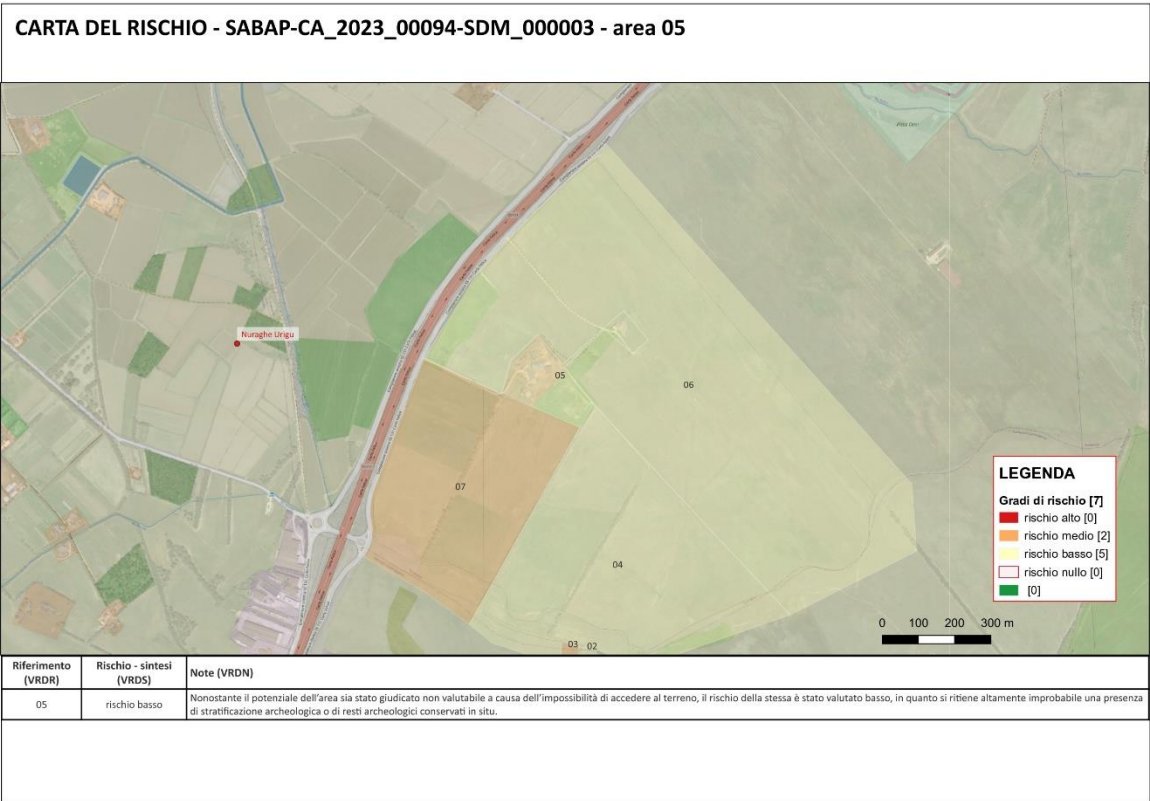 CARTA DEL RISCHIO - SABAP-CA_2023_00094-SDM_000003 - area 05
Nuraghe Urigu
05
06
07
04
03
02
LEGENDA
Gradi di rischio [7]
rischio alto [0]
rischio medio [2]
rischio basso [5]
rischio nullo [0]
[0]
0 100 200 300 m
Riferimento (VRDR)
Rischio - sintesi (VRDS)
Note (VRDN)
05
rischio basso
Nonostante il potenziale dell'area sia stato giudicato non valutabile a causa dell'impossibilità di accedere al terreno, il rischio della stessa è stato valutato basso, in quanto si ritiene altamente improbabile una presenza
di stratificazione archeologica o di resti archeologici conservati in situ.